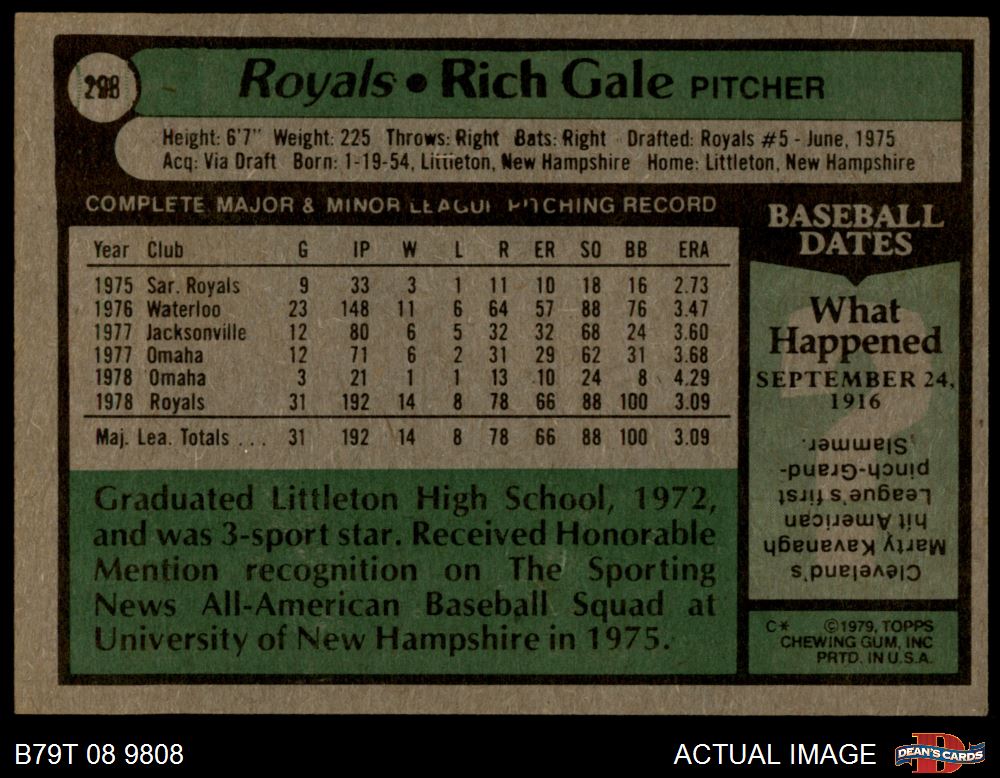 298
Royals • Rich Gale PITCHER
Height: 6'7" Weight: 225 Throws: Right Bats: Right Drafted: Royals #5 - June, 1975
Acq: Via Draft Born: 1-19-54, Littleton, New Hampshire Home: Littleton, New Hampshire
COMPLETE MAJOR & MINOR LEAGUE PITCHING RECORD
Year Club G IP W L R ER SO BB ERA
1975 Sar. Royals 9 33 3 1 11 10 18 16 2.73
1976 Waterloo 23 148 11 6 64 57 88 76 3.47
1977 Jacksonville 12 80 6 5 32 32 68 24 3.60
1977 Omaha 12 71 6 2 31 29 62 31 3.68
1978 Omaha 3 21 1 1 13 10 24 8 4.29
1978 Royals 31 192 14 8 78 66 88 100 3.09
Maj. Lea. Totals ... 31 192 14 8 78 66 88 100 3.09
Graduated Littleton High School, 1972,
and was 3-sport star. Received Honorable
Mention recognition on The Sporting
News All-American Baseball Squad at
University of New Hampshire in 1975.
BASEBALL
DATES
What
Happened
SEPTEMBER 24,
1916
Cleveland's
Marty Kavanagh
hit American
League's first
pinch-Grand-
Slammer.
C* ©1979, TOPPS
CHEWING GUM, INC
PRTD. IN U.S.A.
B79T 08 9808
ACTUAL IMAGE
DEAN'S CARDS